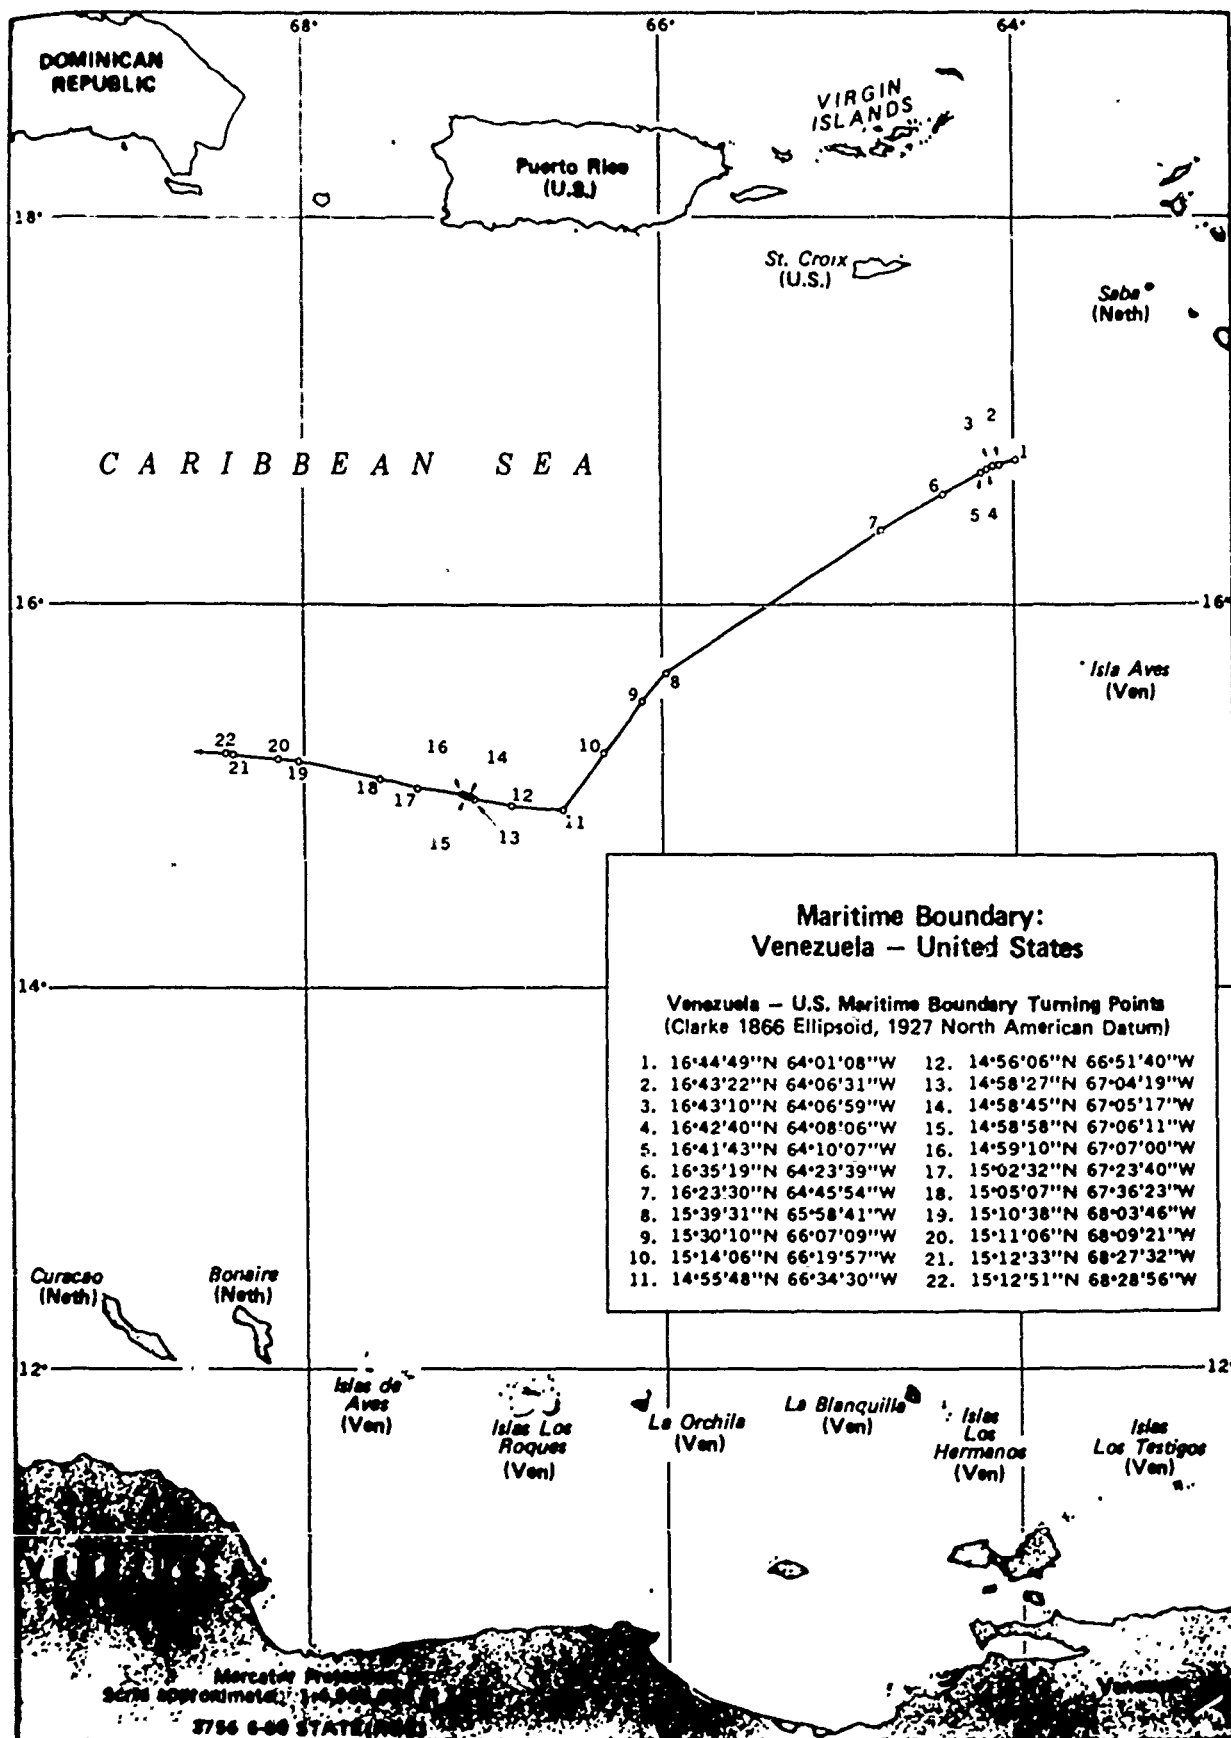 68° 66° 64°
DOMINICAN
REPUBLIC
VIRGIN
ISLANDS
Puerto Rico
(U.S.)
18°
St. Croix
(U.S.)
Saba
(Neth)
3 2
CARIBBEAN SEA
1
6
5 4
7
16° 16°
Isla Aves
(Ven)
8
9
10
22 20 16 14
21 19
18 17 12
11
15 13
Maritime Boundary:
Venezuela — United States
14°
Venezuela — U.S. Maritime Boundary Turning Points
(Clarke 1866 Ellipsoid, 1927 North American Datum)
1. 16°44'49"N 64°01'08"W 12. 14°56'06"N 66°51'40"W
2. 16°43'22"N 64°06'31"W 13. 14°58'27"N 67°04'19"W
3. 16°43'10"N 64°06'59"W 14. 14°58'45"N 67°05'17"W
4. 16°42'40"N 64°08'06"W 15. 14°58'58"N 67°06'11"W
5. 16°41'43"N 64°10'07"W 16. 14°59'10"N 67°07'00"W
6. 16°35'19"N 64°23'39"W 17. 15°02'32"N 67°23'40"W
7. 16°23'30"N 64°45'54"W 18. 15°05'07"N 67°36'23"W
8. 15°39'31"N 65°58'41"W 19. 15°10'38"N 68°03'46"W
9. 15°30'10"N 66°07'09"W 20. 15°11'06"N 68°09'21"W
10. 15°14'06"N 66°19'57"W 21. 15°12'33"N 68°27'32"W
11. 14°55'48"N 66°34'30"W 22. 15°12'51"N 68°28'56"W
Curacao
(Neth)
Bonaire
(Neth)
12° 12°
Islas de
Aves
(Ven)
Islas Los
Roques
(Ven)
La Orchila
(Ven)
La Blanquilla
(Ven)
Islas
Los
Hermanos
(Ven)
Islas
Los Testigos
(Ven)
Mercator Projection
Scale approximate
3756 6-80 STATE